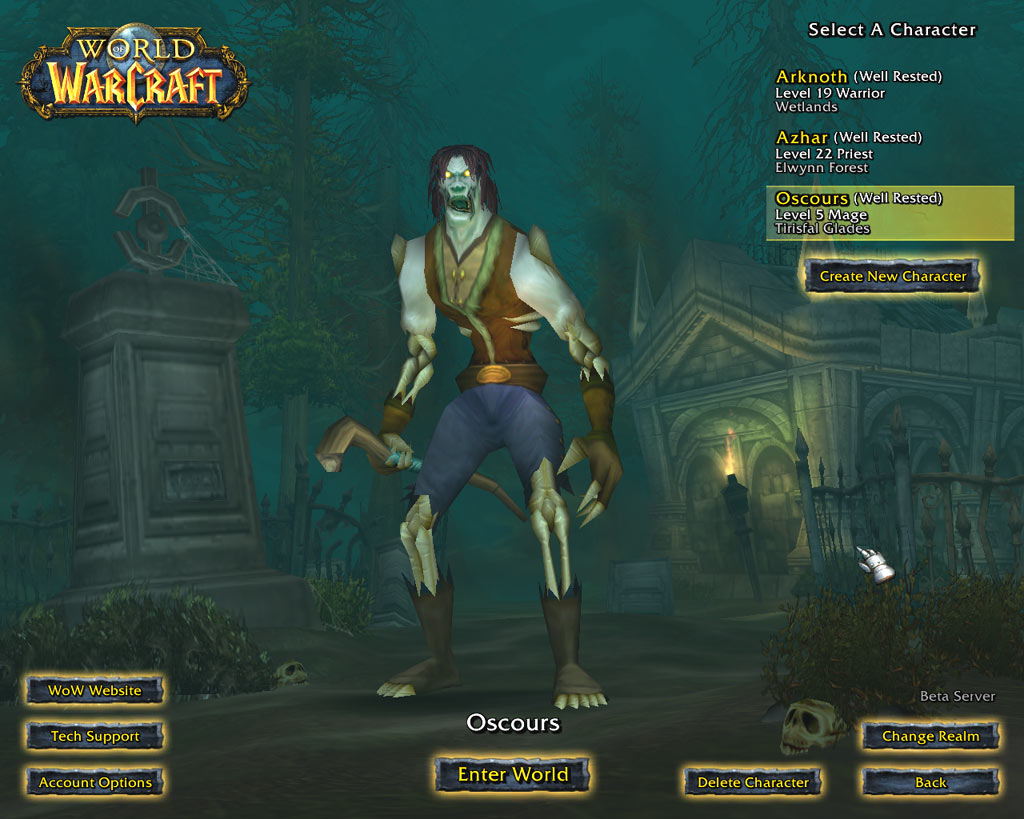 WORLD
OF
WARCRAFT
Select A Character
Arknoth (Well Rested)
Level 19 Warrior
Wetlands
Azhar (Well Rested)
Level 22 Priest
Elwynn Forest
Oscours (Well Rested)
Level 5 Mage
Tirisfal Glades
Create New Character
WoW Website
Tech Support
Account Options
Oscours
Enter World
Beta Server
Change Realm
Delete Character
Back